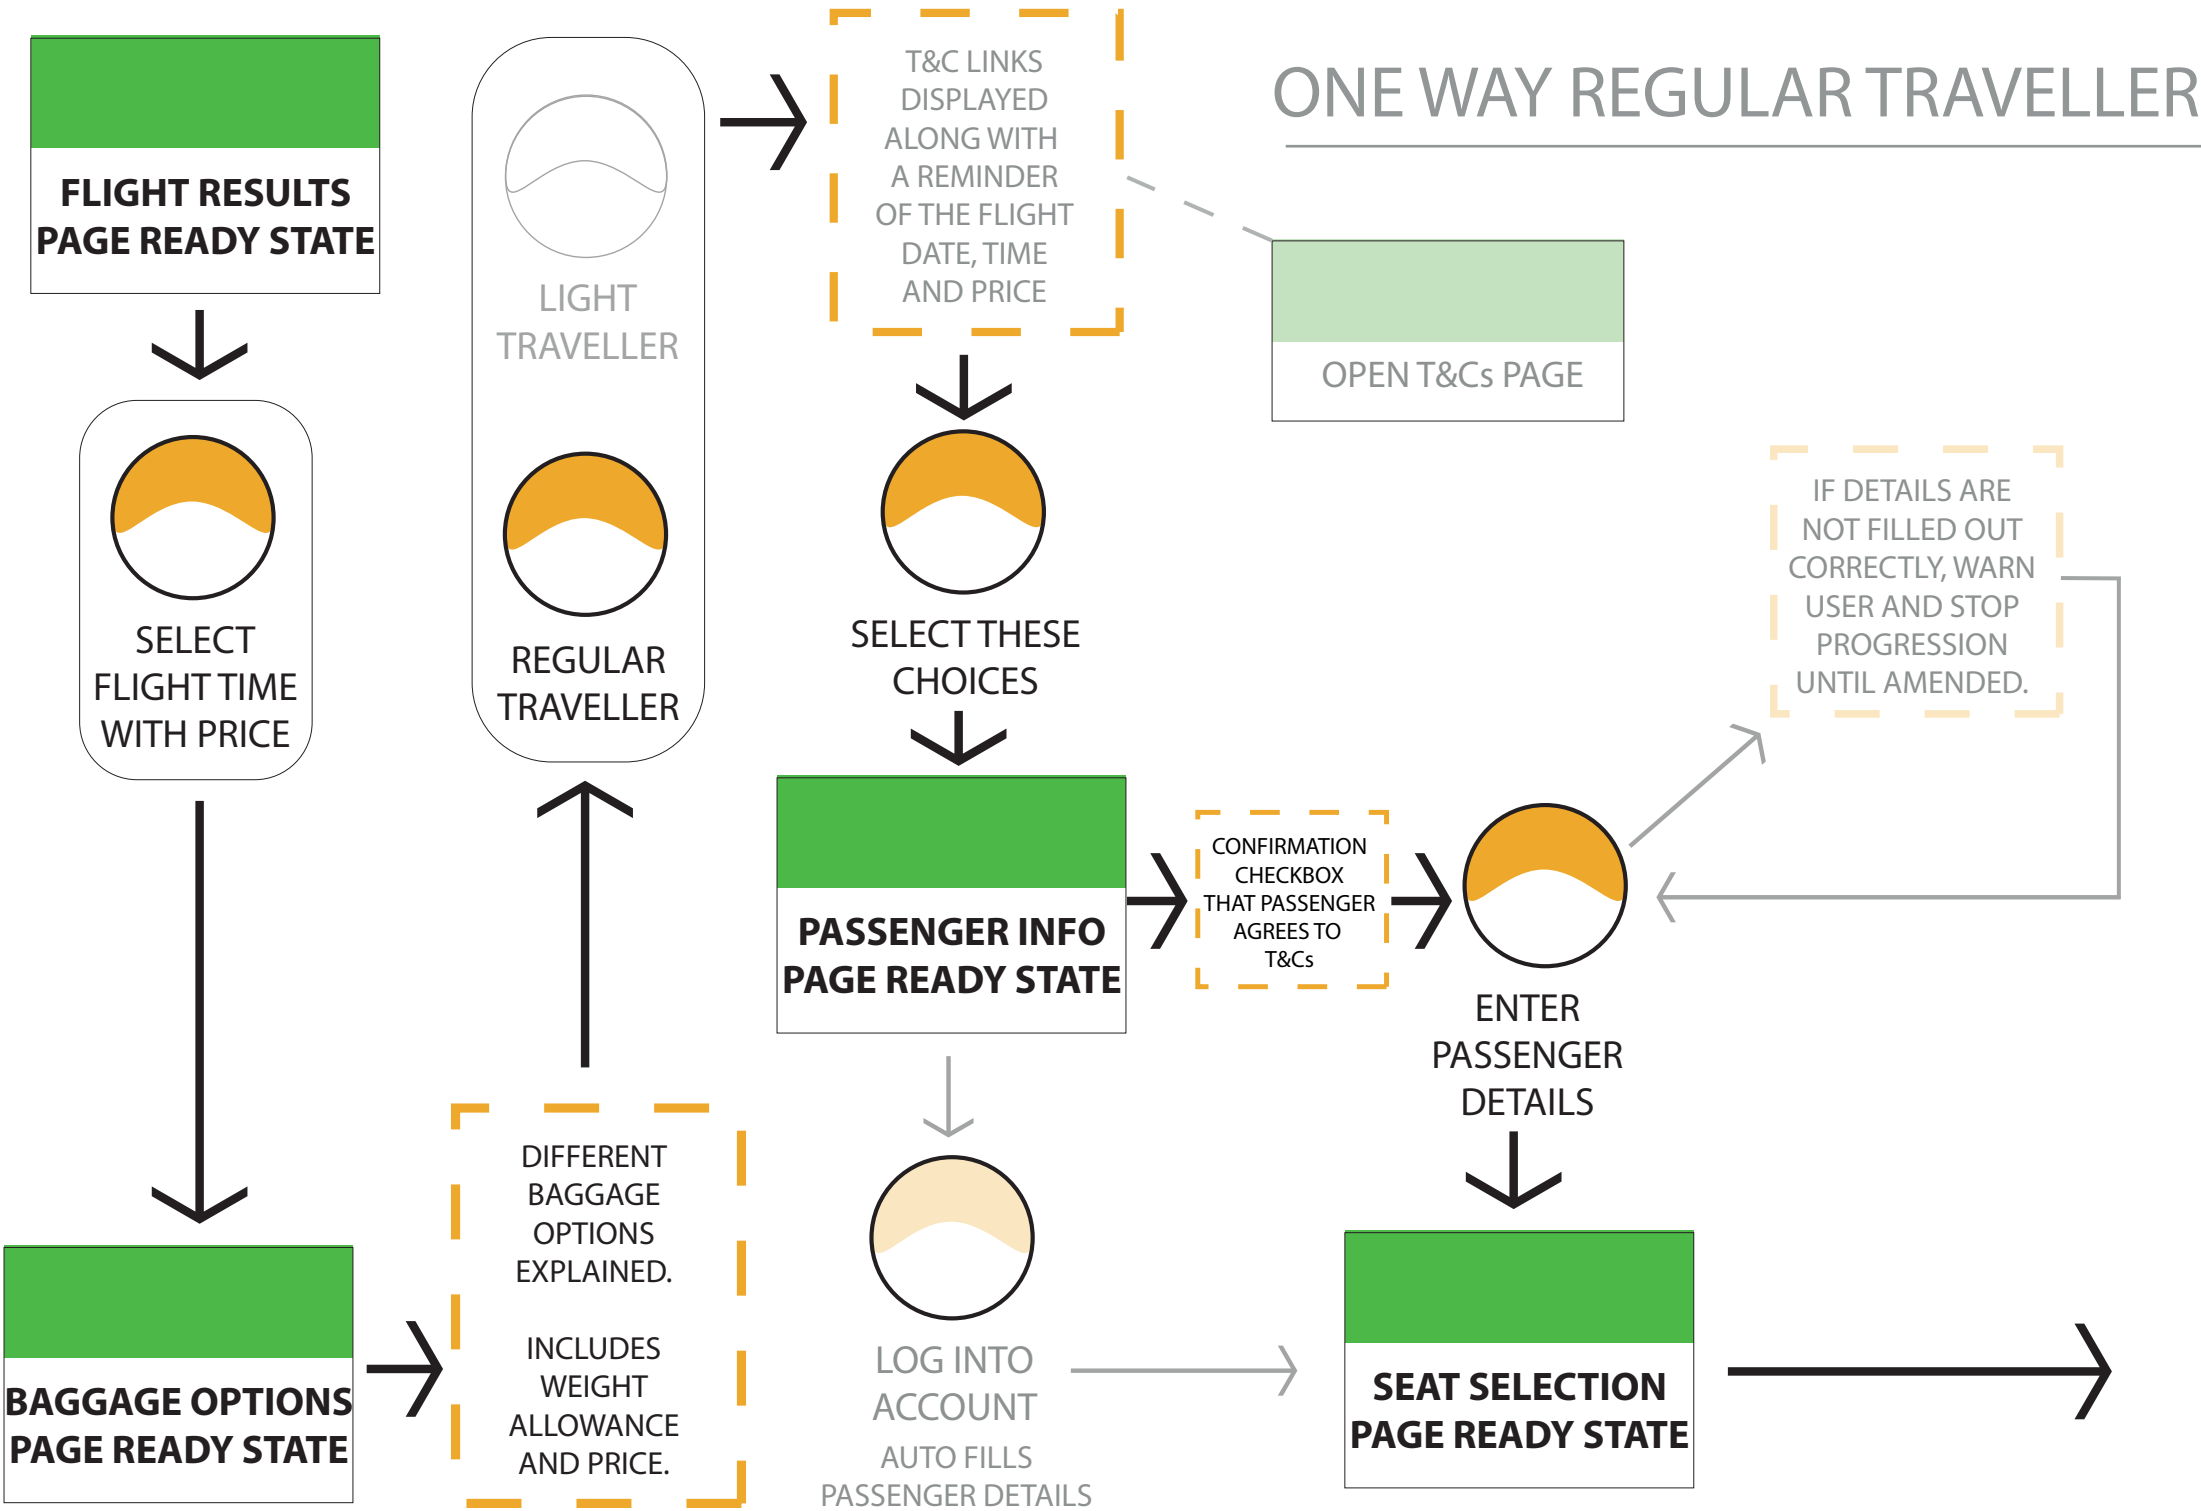 ONE WAY REGULAR TRAVELLER
FLIGHT RESULTS
PAGE READY STATE
SELECT
FLIGHT TIME
WITH PRICE
BAGGAGE OPTIONS
PAGE READY STATE
DIFFERENT
BAGGAGE
OPTIONS
EXPLAINED.
INCLUDES
WEIGHT
ALLOWANCE
AND PRICE.
LIGHT
TRAVELLER
REGULAR
TRAVELLER
T&C LINKS
DISPLAYED
ALONG WITH
A REMINDER
OF THE FLIGHT
DATE, TIME
AND PRICE
OPEN T&Cs PAGE
SELECT THESE
CHOICES
PASSENGER INFO
PAGE READY STATE
CONFIRMATION
CHECKBOX
THAT PASSENGER
AGREES TO
T&Cs
ENTER
PASSENGER
DETAILS
IF DETAILS ARE
NOT FILLED OUT
CORRECTLY, WARN
USER AND STOP
PROGRESSION
UNTIL AMENDED.
LOG INTO
ACCOUNT
AUTO FILLS
PASSENGER DETAILS
SEAT SELECTION
PAGE READY STATE